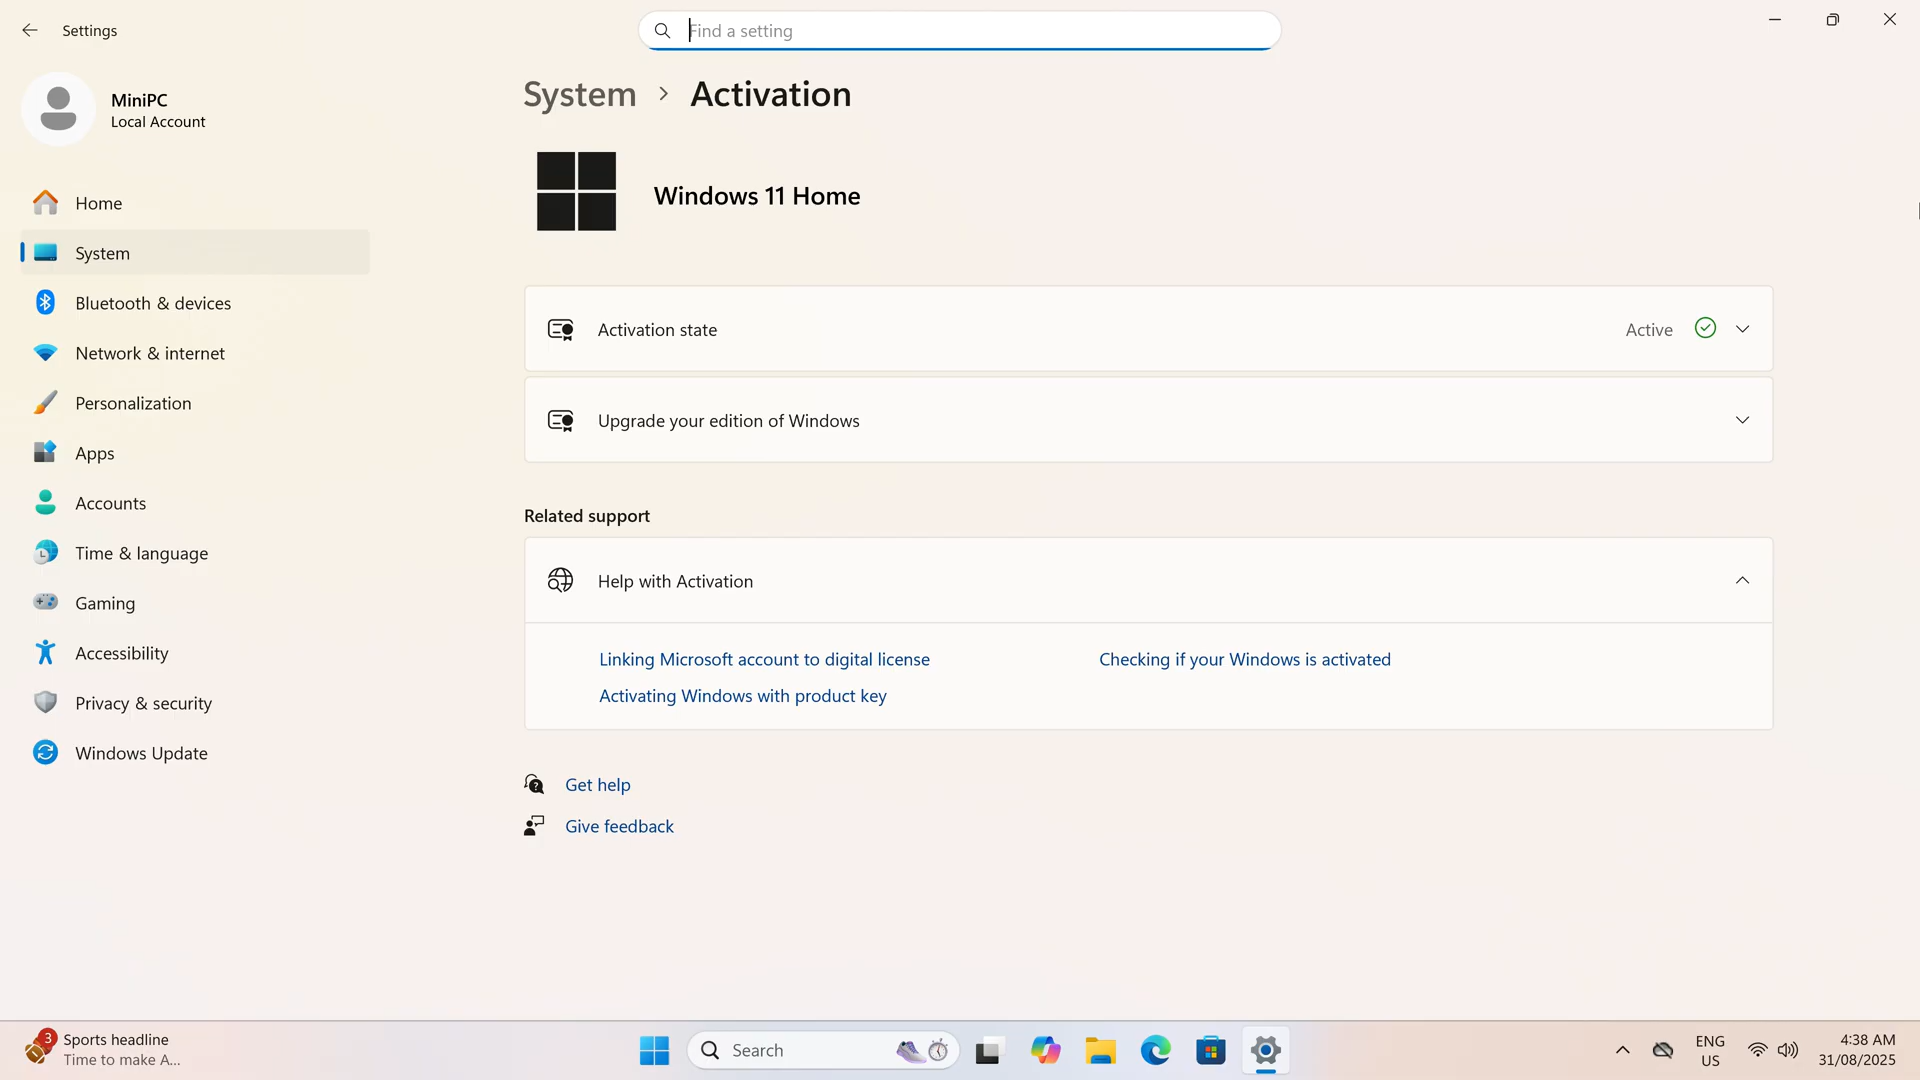 Settings
Find a setting
MiniPC
Local Account
Home
System
Bluetooth & devices
Network & internet
Personalization
Apps
Accounts
Time & language
Gaming
Accessibility
Privacy & security
Windows Update
System > Activation
Windows 11 Home
Activation state
Active
Upgrade your edition of Windows
Related support
Help with Activation
Linking Microsoft account to digital license
Checking if your Windows is activated
Activating Windows with product key
Get help
Give feedback
3
Sports headline
Time to make A...
Search
ENG
US
4:38 AM
31/08/2025